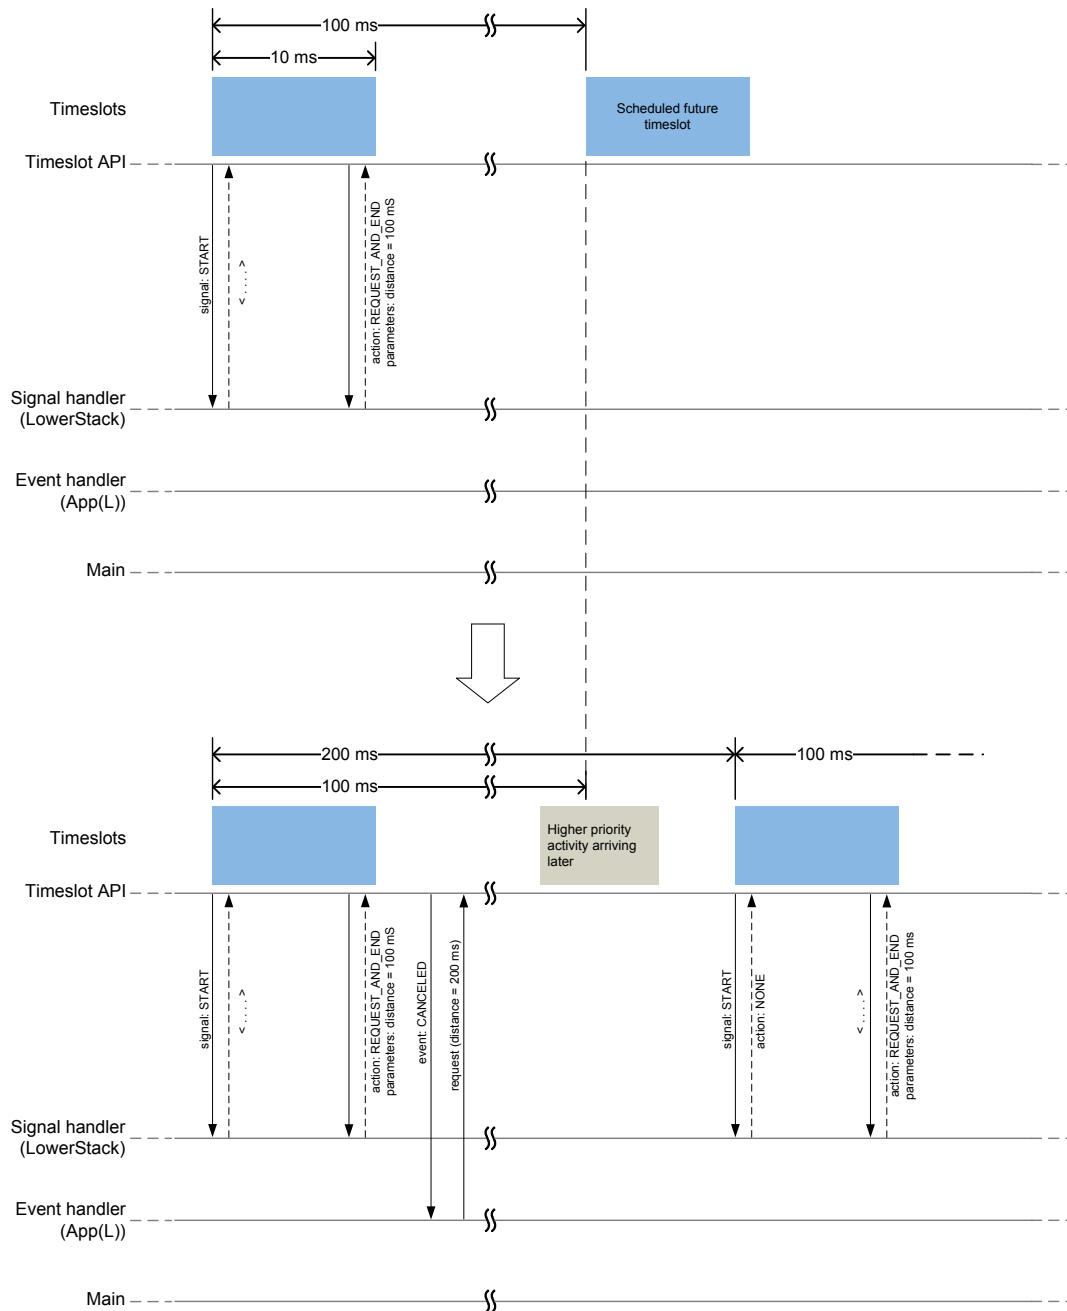 100 ms
10 ms
Timeslots
Scheduled future
timeslot
Timeslot API
signal: START
< . . . . >
action: REQUEST_AND_END
parameters: distance = 100 mS
Signal handler
(LowerStack)
Event handler
(App(L))
Main
200 ms
100 ms
100 ms
Timeslots
Higher priority
activity arriving
later
Timeslot API
signal: START
< . . . . >
action: REQUEST_AND_END
parameters: distance = 100 mS
event: CANCELED
request (distance = 200 ms)
signal: START
action: NONE
< . . . . >
action: REQUEST_AND_END
parameters: distance = 100 ms
Signal handler
(LowerStack)
Event handler
(App(L))
Main